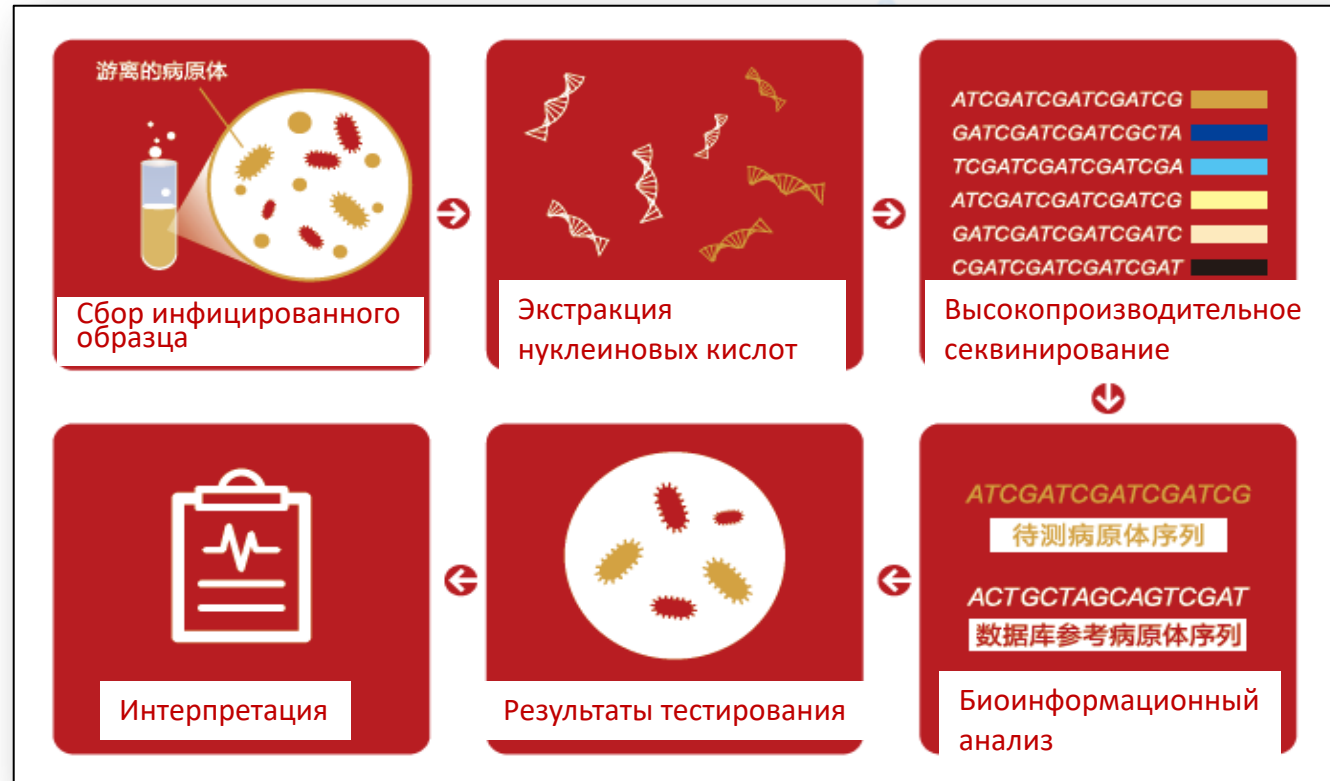 游离的病原体
Сбор инфицированного
образца
Экстракция
нуклеиновых кислот
ATCGATCGATCGATCG
GATCGATCGATCGCTA
TCGATCGATCGATCGA
ATCGATCGATCGATCG
GATCGATCGATCGATC
CGATCGATCGATCGAT
Высокопроизводительное
секвинирование
ATCGATCGATCGATCG
待测病原体序列
ACTGCTAGCAGTCGAT
数据库参考病原体序列
Биоинформационный
анализ
Результаты тестирования
Интерпретация